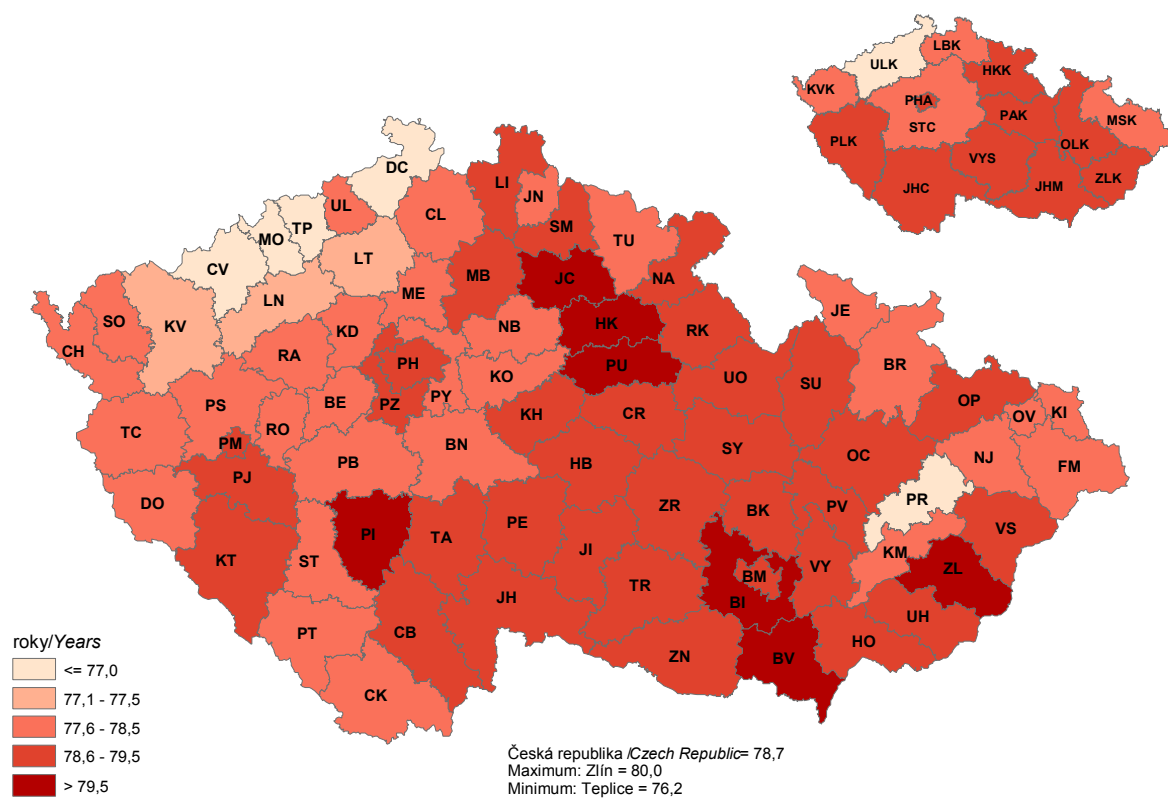 ULK
LBK
HKK
KVK
PHA
STC
PAK
MSK
PLK
OLK
VYS
JHC
JHM
ZLK
DC
LI
JN
UL
CL
SM
TU
TP
MO
CV
LT
MB
NA
JC
LN
ME
KV
SO
CH
KD
NB
HK
RK
JE
RA
PH
PU
KO
BR
UO
SU
PS
BE
PZ
PY
OP
OV
KI
TC
RO
PM
KH
CR
BN
SY
OC
NJ
FM
PB
HB
PJ
DO
PR
ZR
BK
PV
VS
PI
TA
PE
KT
ST
JI
KM
ZL
TR
BM
VY
BI
JH
UH
PT
CB
HO
ZN
BV
CK
roky/Years
<= 77,0
77,1 - 77,5
77,6 - 78,5
78,6 - 79,5
> 79,5
Česká republika /Czech Republic= 78,7
Maximum: Zlín = 80,0
Minimum: Teplice = 76,2